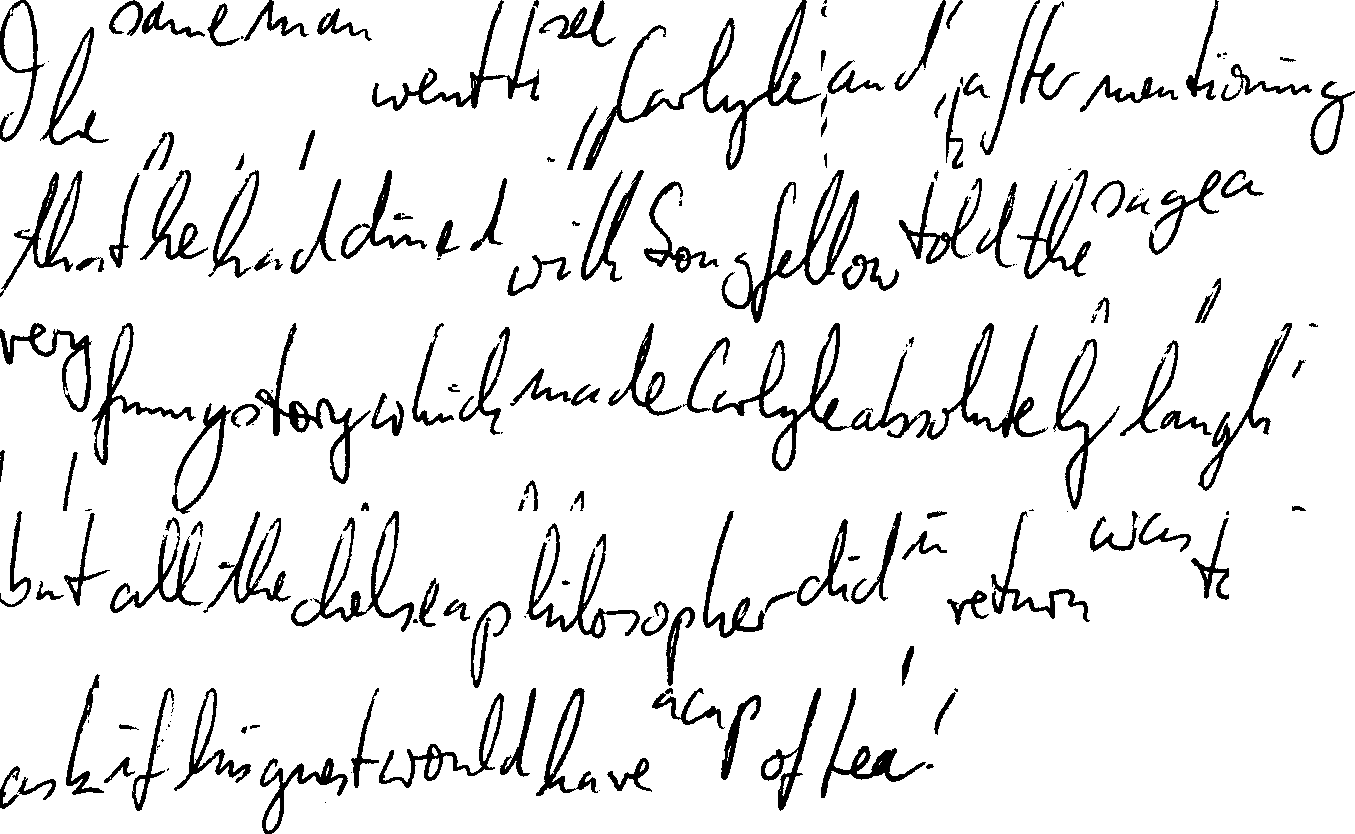 The same man went to see Carlyle and, after mentioning
that he had dined with Longfellow told the sage a
very funny story which made Carlyle absolutely laugh
but all the chelsea philosopher did in return was to
ask if his guest would have a cup of tea!